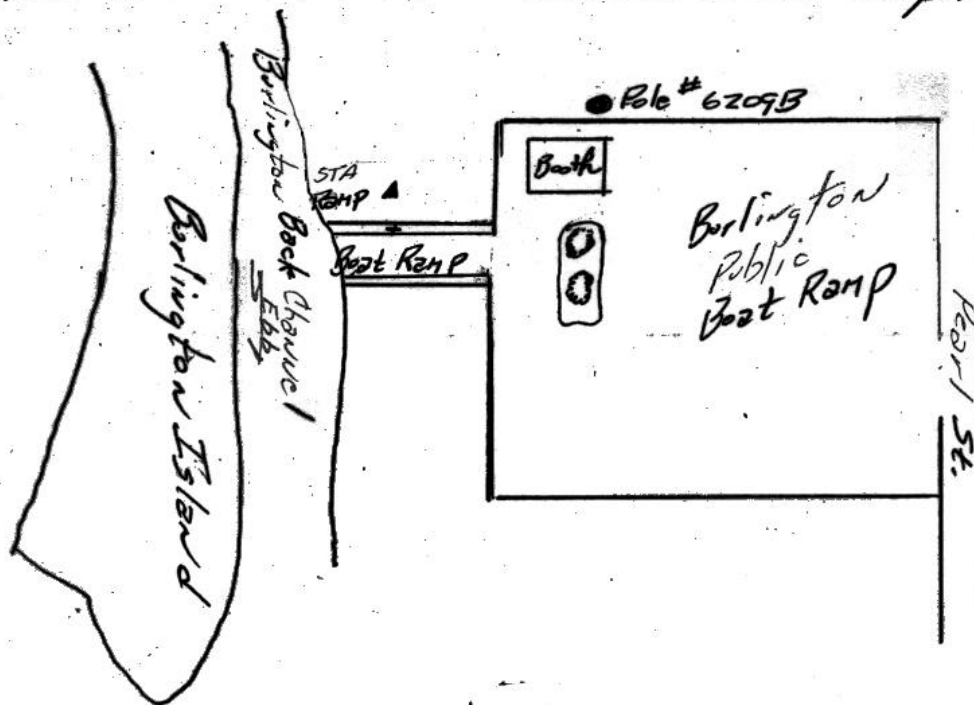 Pole # 6209B
Booth
STA
Ramp
Boat Ramp
Burlington
Public
Boat Ramp
Burlington Back Channel
Ebb
Burlington Island
Pearl St.